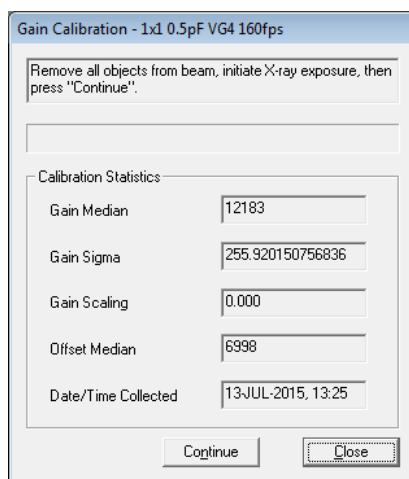 Gain Calibration - 1x1 0.5pF VG4 160fps
Remove all objects from beam, initiate X-ray exposure, then
press "Continue".
Calibration Statistics
Gain Median 12183
Gain Sigma 255.920150756836
Gain Scaling 0.000
Offset Median 6998
Date/Time Collected 13-JUL-2015, 13:25
Continue Close